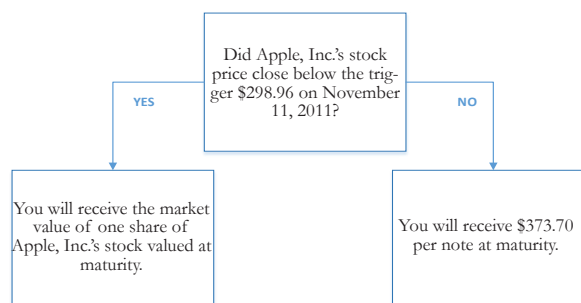 Did Apple, Inc.'s stock
price close below the trig-
ger $298.96 on November
11, 2011?
YES
NO
You will receive the market
value of one share of
Apple, Inc.'s stock valued at
maturity.
You will receive $373.70
per note at maturity.